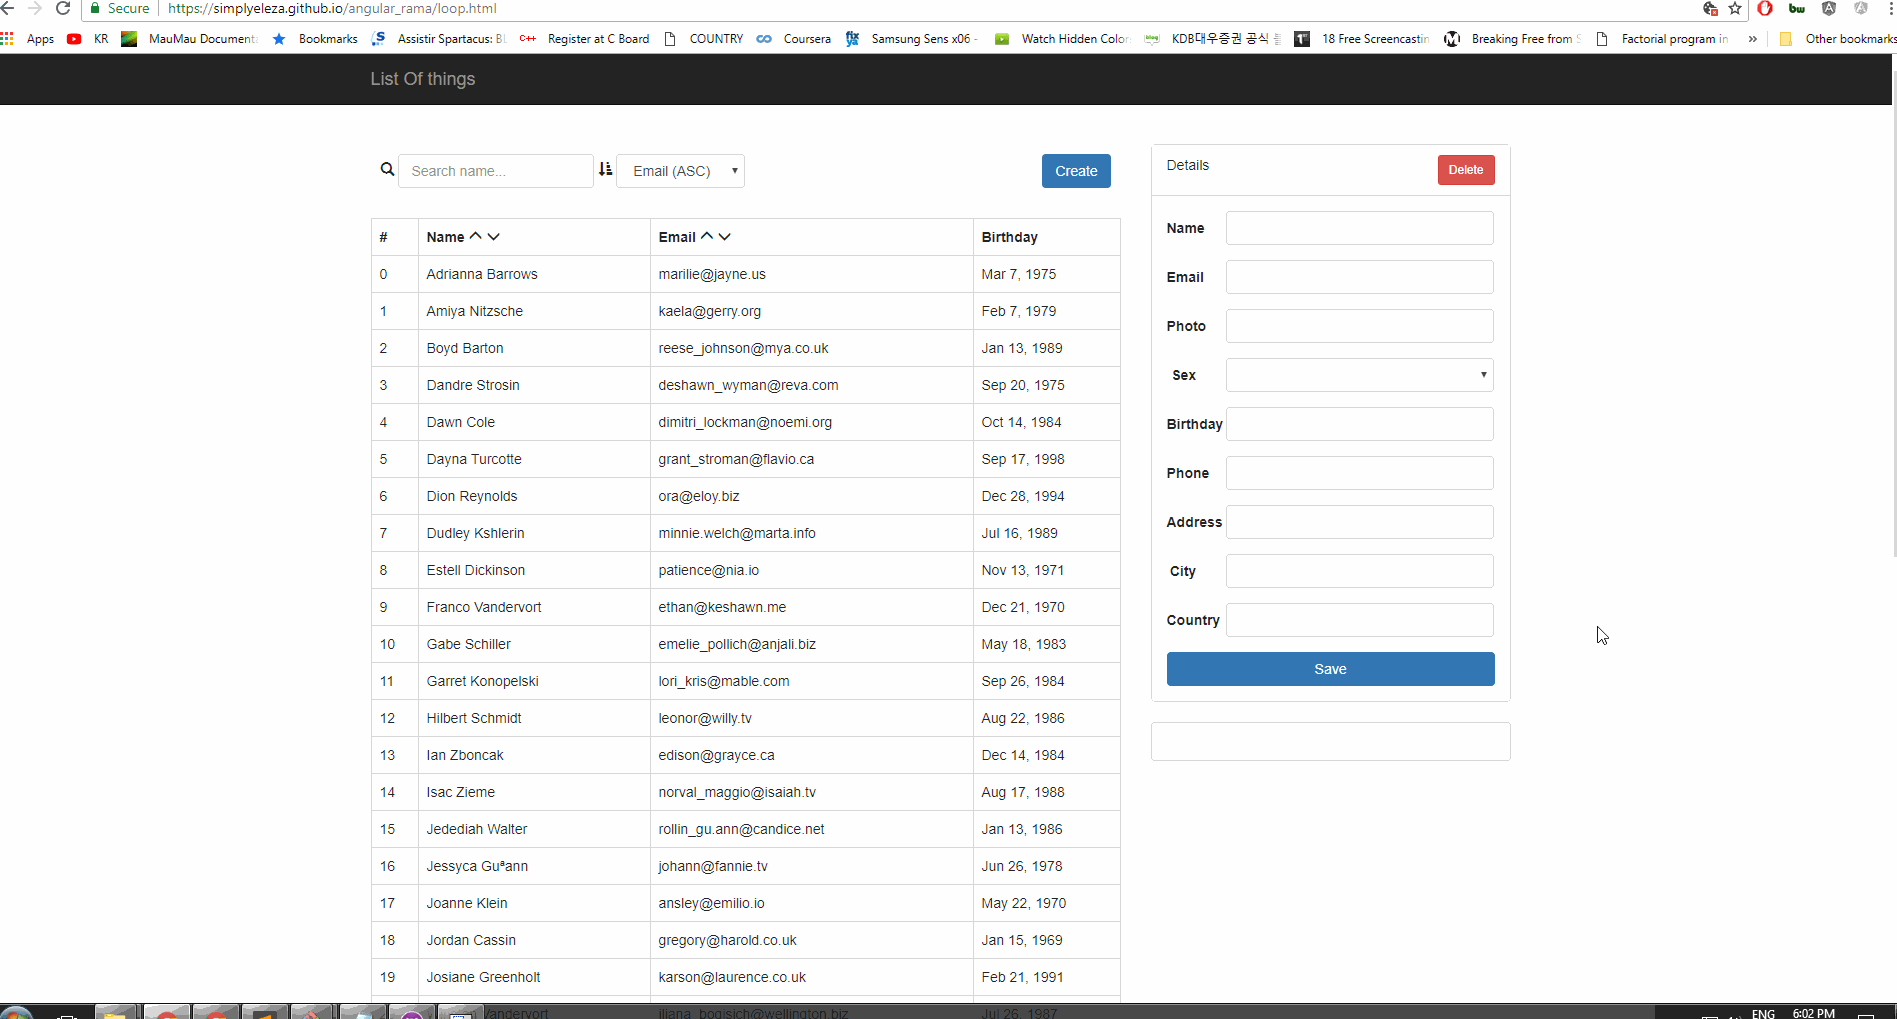 Secure https://simplyeleza.github.io/angular_rama/loop.html
Apps KR MauMau Document Bookmarks Assistir Spartacus: Register at C Board COUNTRY Coursera Samsung Sens x06 - Watch Hidden Color KDB대우증권 공식 18 Free Screencastin Breaking Free from Factorial program in » Other bookmarks
List Of things
Search name... Email (ASC) Create
# Name Email Birthday
0 Adrianna Barrows marilie@jayne.us Mar 7, 1975
1 Amiya Nitzsche kaela@gerry.org Feb 7, 1979
2 Boyd Barton reese_johnson@mya.co.uk Jan 13, 1989
3 Dandre Strosin deshawn_wyman@reva.com Sep 20, 1975
4 Dawn Cole dimitri_lockman@noemi.org Oct 14, 1984
5 Dayna Turcotte grant_stroman@flavio.ca Sep 17, 1998
6 Dion Reynolds ora@eloy.biz Dec 28, 1994
7 Dudley Kshlerin minnie.welch@marta.info Jul 16, 1989
8 Estell Dickinson patience@nia.io Nov 13, 1971
9 Franco Vandervort ethan@keshawn.me Dec 21, 1970
10 Gabe Schiller emelie_pollich@anjali.biz May 18, 1983
11 Garret Konopelski lori_kris@mable.com Sep 26, 1984
12 Hilbert Schmidt leonor@willy.tv Aug 22, 1986
13 Ian Zboncak edison@grayce.ca Dec 14, 1984
14 Isac Zieme norval_maggio@isaiah.tv Aug 17, 1988
15 Jedediah Walter rollin_gu.ann@candice.net Jan 13, 1986
16 Jessyca Guªann johann@fannie.tv Jun 26, 1978
17 Joanne Klein ansley@emilio.io May 22, 1970
18 Jordan Cassin gregory@harold.co.uk Jan 15, 1969
19 Josiane Greenholt karson@laurence.co.uk Feb 21, 1991
Vandervort iliana_bogisich@wellington.biz Jul 26, 1987
Details Delete
Name
Email
Photo
Sex
Birthday
Phone
Address
City
Country
Save
ENG 6:02 PM